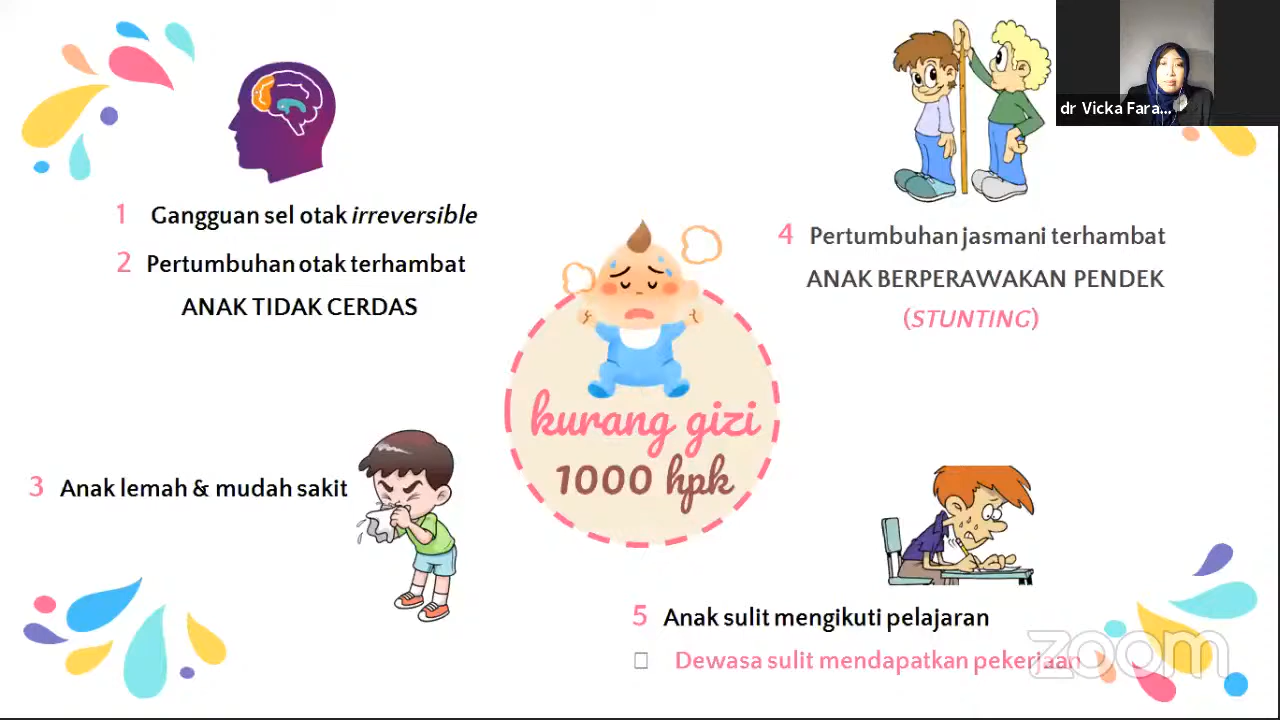 dr Vicka Fara...
1 Gangguan sel otak irreversible
2 Pertumbuhan otak terhambat
ANAK TIDAK CERDAS
3 Anak lemah & mudah sakit
kurang gizi
1000 hpk
4 Pertumbuhan jasmani terhambat
ANAK BERPERAWAKAN PENDEK
(STUNTING)
5 Anak sulit mengikuti pelajaran
Dewasa sulit mendapatkan pekerjaan
zoom